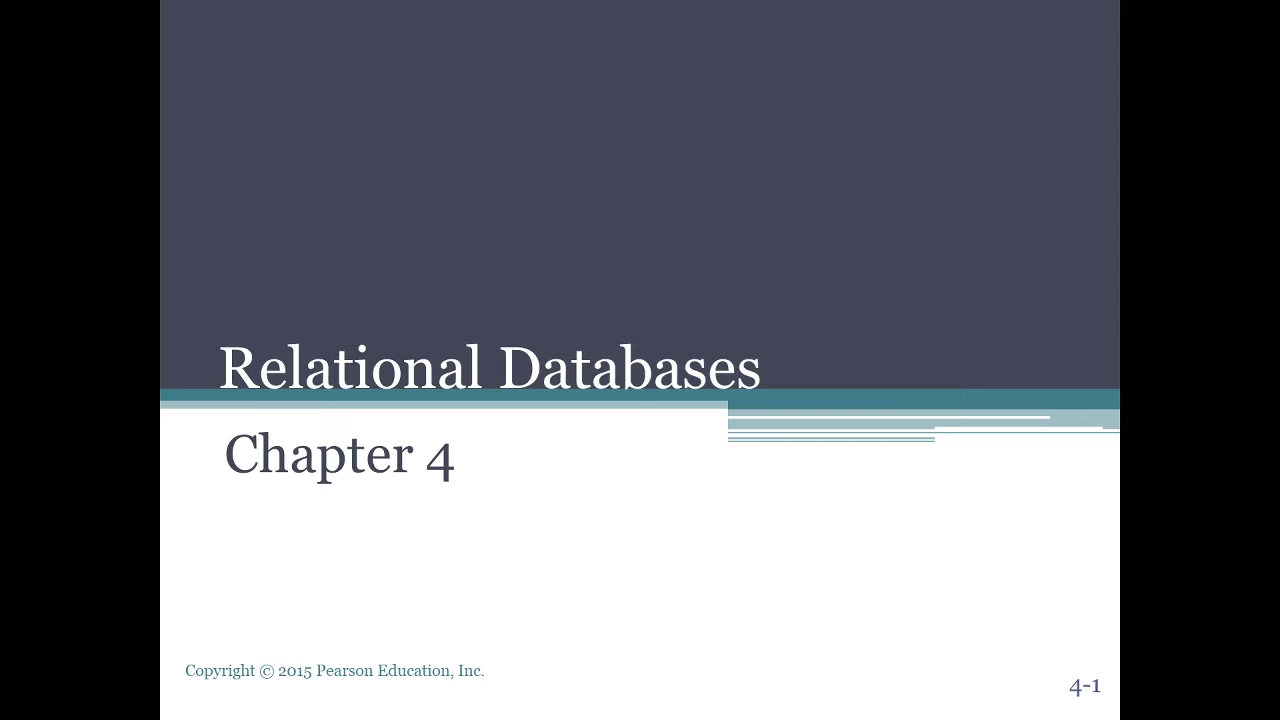 Relational Databases
Chapter 4
Copyright © 2015 Pearson Education, Inc.
4-1